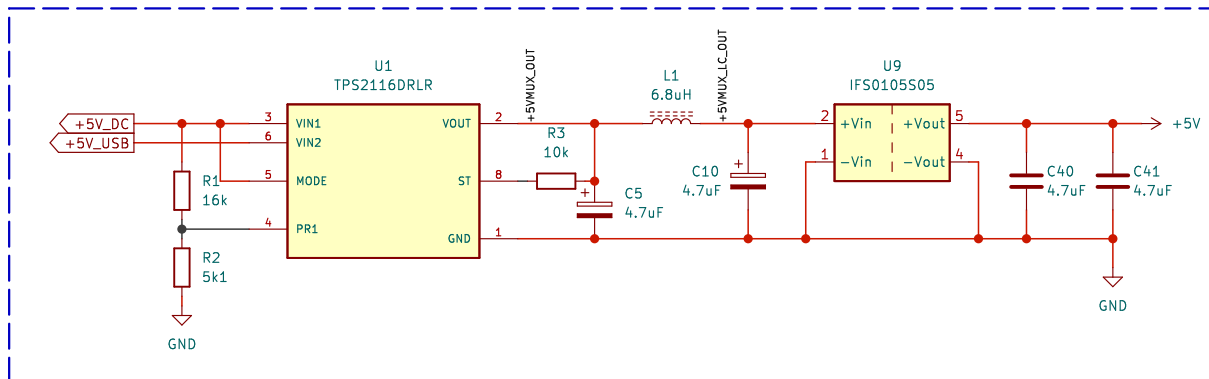 U1
TPS2116DRLR
+5V_DC
+5V_USB
3
6
5
4
VIN1
VIN2
MODE
PR1
VOUT
ST
GND
2
8
1
R1
16k
R2
5k1
GND
+5VMUX_OUT
R3
10k
+
C5
4.7uF
L1
6.8uH
+5VMUX_LC_OUT
+
C10
4.7uF
U9
IFS0105S05
2
1
+Vin
-Vin
+Vout
-Vout
5
4
C40
4.7uF
C41
4.7uF
+5V
GND